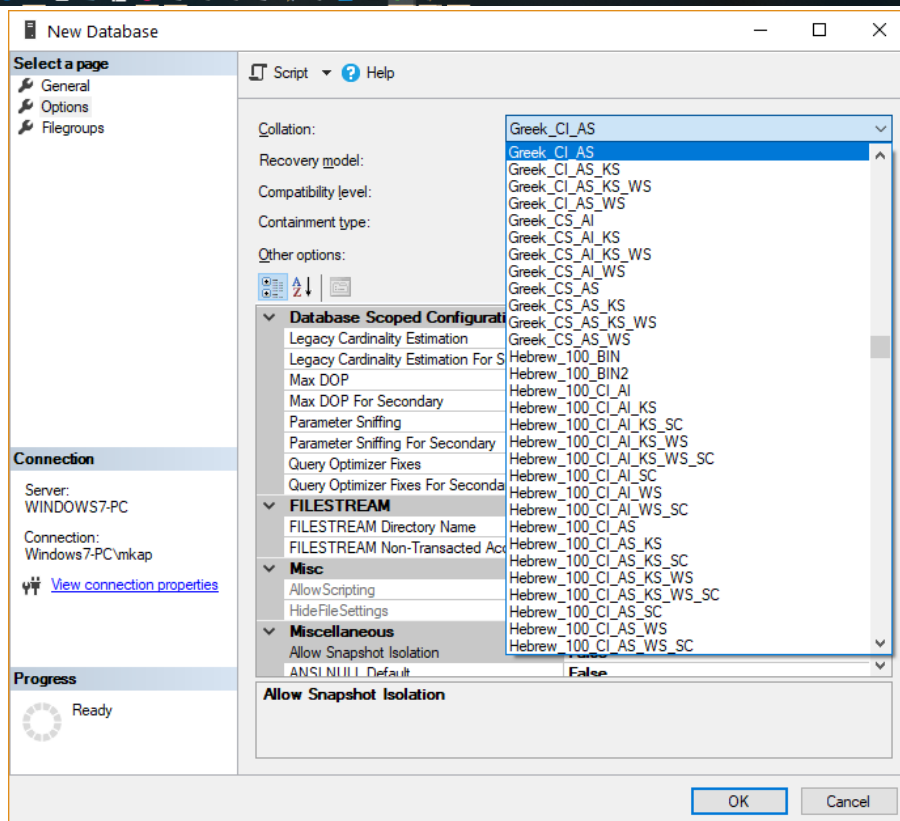 New Database
Select a page
General
Options
Filegroups
Script
Help
Collation:
Greek_CI_AS
Recovery model:
Compatibility level:
Containment type:
Other options:
Greek_CI_AS
Greek_CI_AS_KS
Greek_CI_AS_KS_WS
Greek_CI_AS_WS
Greek_CS_AI
Greek_CS_AI_KS
Greek_CS_AI_KS_WS
Greek_CS_AI_WS
Greek_CS_AS
Greek_CS_AS_KS
Greek_CS_AS_KS_WS
Greek_CS_AS_WS
Hebrew_100_BIN
Hebrew_100_BIN2
Hebrew_100_CI_AI
Hebrew_100_CI_AI_KS
Hebrew_100_CI_AI_KS_SC
Hebrew_100_CI_AI_KS_WS
Hebrew_100_CI_AI_KS_WS_SC
Hebrew_100_CI_AI_SC
Hebrew_100_CI_AI_WS
Hebrew_100_CI_AI_WS_SC
Hebrew_100_CI_AS
Hebrew_100_CI_AS_KS
Hebrew_100_CI_AS_KS_SC
Hebrew_100_CI_AS_KS_WS
Hebrew_100_CI_AS_KS_WS_SC
Hebrew_100_CI_AS_SC
Hebrew_100_CI_AS_WS
Hebrew_100_CI_AS_WS_SC
Database Scoped Configurati
Legacy Cardinality Estimation
Legacy Cardinality Estimation For S
Max DOP
Max DOP For Secondary
Parameter Sniffing
Parameter Sniffing For Secondary
Query Optimizer Fixes
Query Optimizer Fixes For Seconda
FILESTREAM
FILESTREAM Directory Name
FILESTREAM Non-Transacted Acc
Misc
AllowScripting
HideFileSettings
Miscellaneous
Allow Snapshot Isolation
ANSI NULL Default
False
Allow Snapshot Isolation
Connection
Server:
WINDOWS7-PC
Connection:
Windows7-PC\mkap
View connection properties
Progress
Ready
OK
Cancel